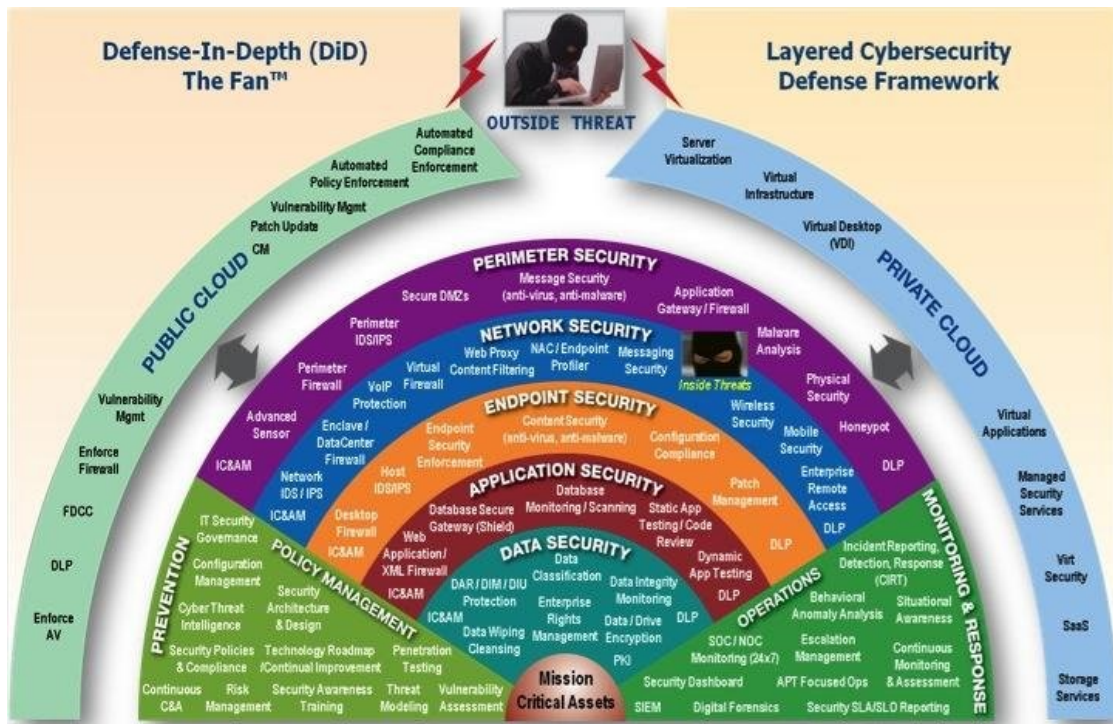 Defense-In-Depth (DiD)
The Fan™
OUTSIDE THREAT
Layered Cybersecurity
Defense Framework
PUBLIC CLOUD
Automated
Compliance
Enforcement
Automated
Policy Enforcement
Vulnerability Mgmt
Patch Update
CM
Vulnerability
Mgmt
Enforce
Firewall
FDCC
DLP
Enforce
AV
PRIVATE CLOUD
Server
Virtualization
Virtual
Infrastructure
Virtual Desktop
(VDI)
Virtual
Applications
Managed
Security
Services
Virt
Security
SaaS
Storage
Services
PERIMETER SECURITY
Message Security
(anti-virus, anti-malware)
Secure DMZs
Perimeter
IDS/IPS
Perimeter
Firewall
Advanced
Sensor
IC&AM
Application
Gateway / Firewall
Malware
Analysis
Physical
Security
Honeypot
DLP
NETWORK SECURITY
Web Proxy
Content Filtering
NAC / Endpoint
Profiler
Messaging
Security
Inside Threats
Virtual
Firewall
VoIP
Protection
Enclave /
DataCenter
Firewall
Network
IDS / IPS
IC&AM
Wireless
Security
Mobile
Security
Enterprise
Remote
Access
DLP
ENDPOINT SECURITY
Content Security
(anti-virus, anti-malware)
Endpoint
Security
Enforcement
Host
IDS/IPS
Desktop
Firewall
IC&AM
Configuration
Compliance
Patch
Management
DLP
APPLICATION SECURITY
Database
Monitoring / Scanning
Database Secure
Gateway (Shield)
Web
Application/
XML Firewall
IC&AM
Static App
Testing / Code
Review
Dynamic
App Testing
DLP
DATA SECURITY
Data
Classification
DAR / DIM / DIU
Protection
IC&AM
Data Wiping
Cleansing
Enterprise
Rights
Management
Data Integrity
Monitoring
Data / Drive
Encryption
DLP
PKI
Mission
Critical Assets
PREVENTION
POLICY MANAGEMENT
IT Security
Governance
Configuration
Management
Security
Architecture
& Design
Cyber Threat
Intelligence
Security Policies
& Compliance
Technology Roadmap
/Continual Improvement
Penetration
Testing
Continuous
C&A
Risk
Management
Security Awareness
Training
Threat
Modeling
Vulnerability
Assessment
MONITORING & RESPONSE
OPERATIONS
Incident Reporting,
Detection, Response
(CIRT)
Behavioral
Anomaly Analysis
Situational
Awareness
SOC / NOC
Monitoring (24x7)
Escalation
Management
Continuous
Monitoring
& Assessment
Security Dashboard
APT Focused Ops
SIEM
Digital Forensics
Security SLA/SLO Reporting